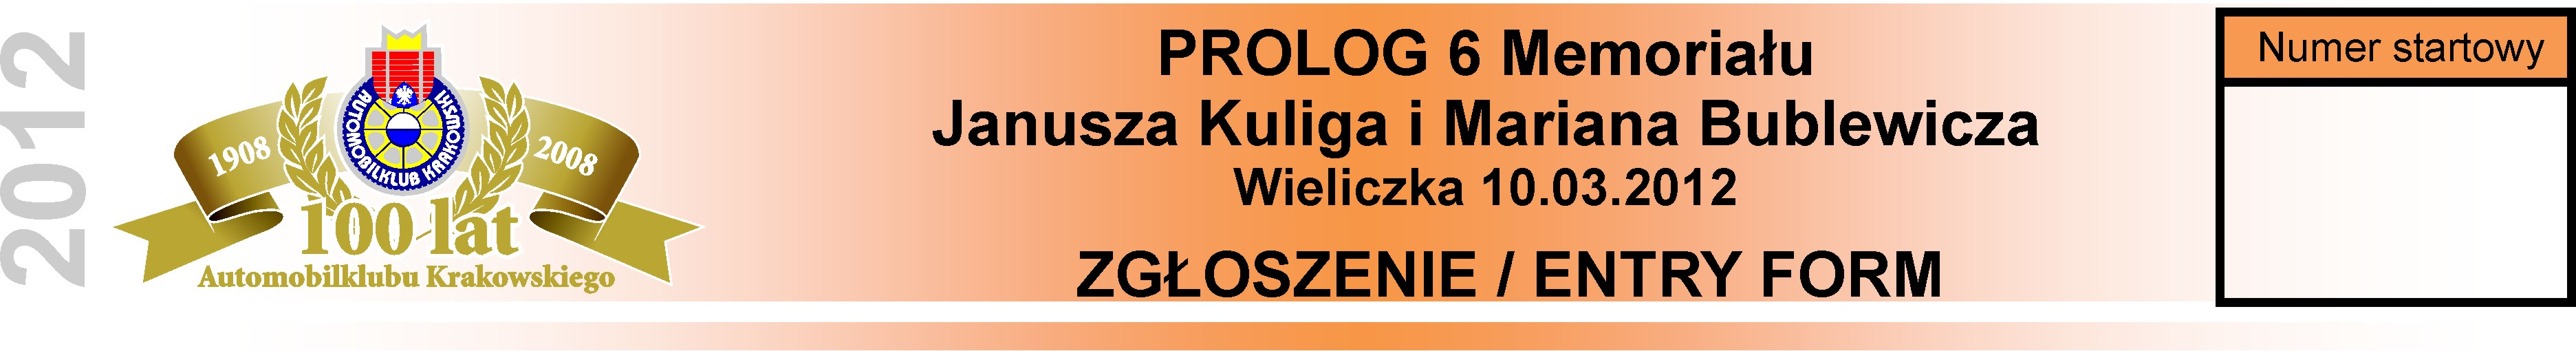 2012
1908
2008
AUTOMOBILKLUB KRAKOWSKI
100 lat
Automobilklubu Krakowskiego
PROLOG 6 Memoriału
Janusza Kuliga i Mariana Bublewicza
Wieliczka 10.03.2012
ZGŁOSZENIE / ENTRY FORM
Numer startowy